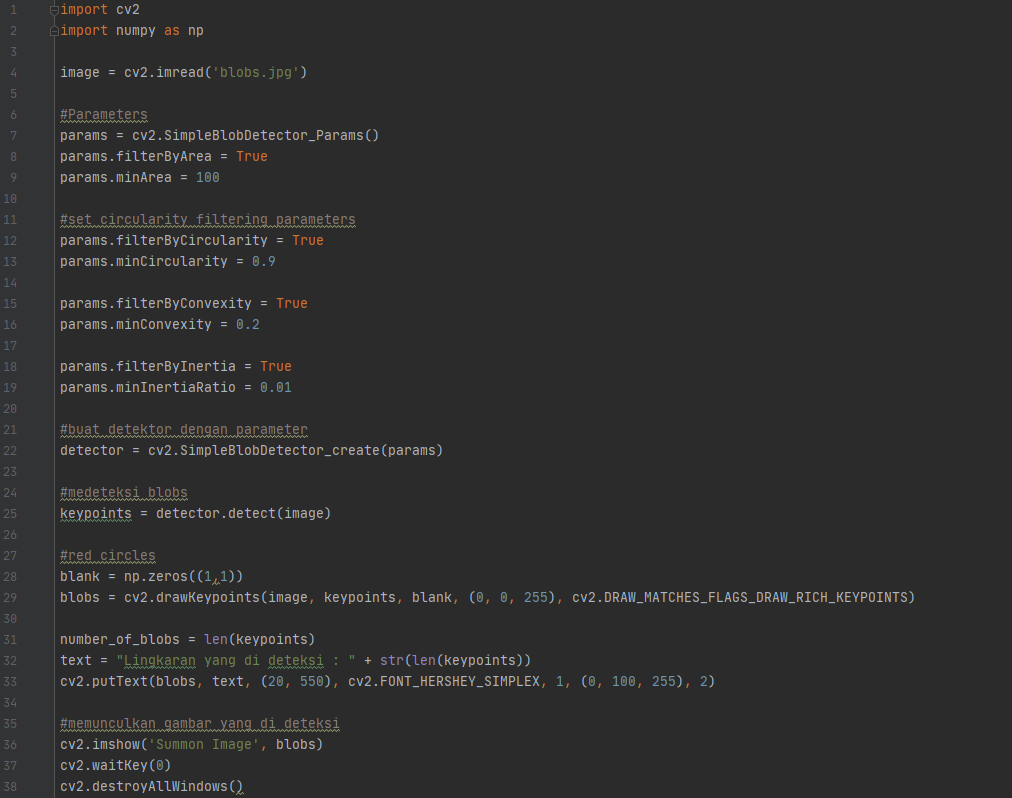 1 import cv2
2 import numpy as np
3
4 image = cv2.imread('blobs.jpg')
5
6 #Parameters
7 params = cv2.SimpleBlobDetector_Params()
8 params.filterByArea = True
9 params.minArea = 100
10
11 #set circularity filtering parameters
12 params.filterByCircularity = True
13 params.minCircularity = 0.9
14
15 params.filterByConvexity = True
16 params.minConvexity = 0.2
17
18 params.filterByInertia = True
19 params.minInertiaRatio = 0.01
20
21 #buat detektor dengan parameter
22 detector = cv2.SimpleBlobDetector_create(params)
23
24 #medeteksi blobs
25 keypoints = detector.detect(image)
26
27 #red circles
28 blank = np.zeros((1,1))
29 blobs = cv2.drawKeypoints(image, keypoints, blank, (0, 0, 255), cv2.DRAW_MATCHES_FLAGS_DRAW_RICH_KEYPOINTS)
30
31 number_of_blobs = len(keypoints)
32 text = "Lingkaran yang di deteksi : " + str(len(keypoints))
33 cv2.putText(blobs, text, (20, 550), cv2.FONT_HERSHEY_SIMPLEX, 1, (0, 100, 255), 2)
34
35 #memunculkan gambar yang di deteksi
36 cv2.imshow('Summon Image', blobs)
37 cv2.waitKey(0)
38 cv2.destroyAllWindows()